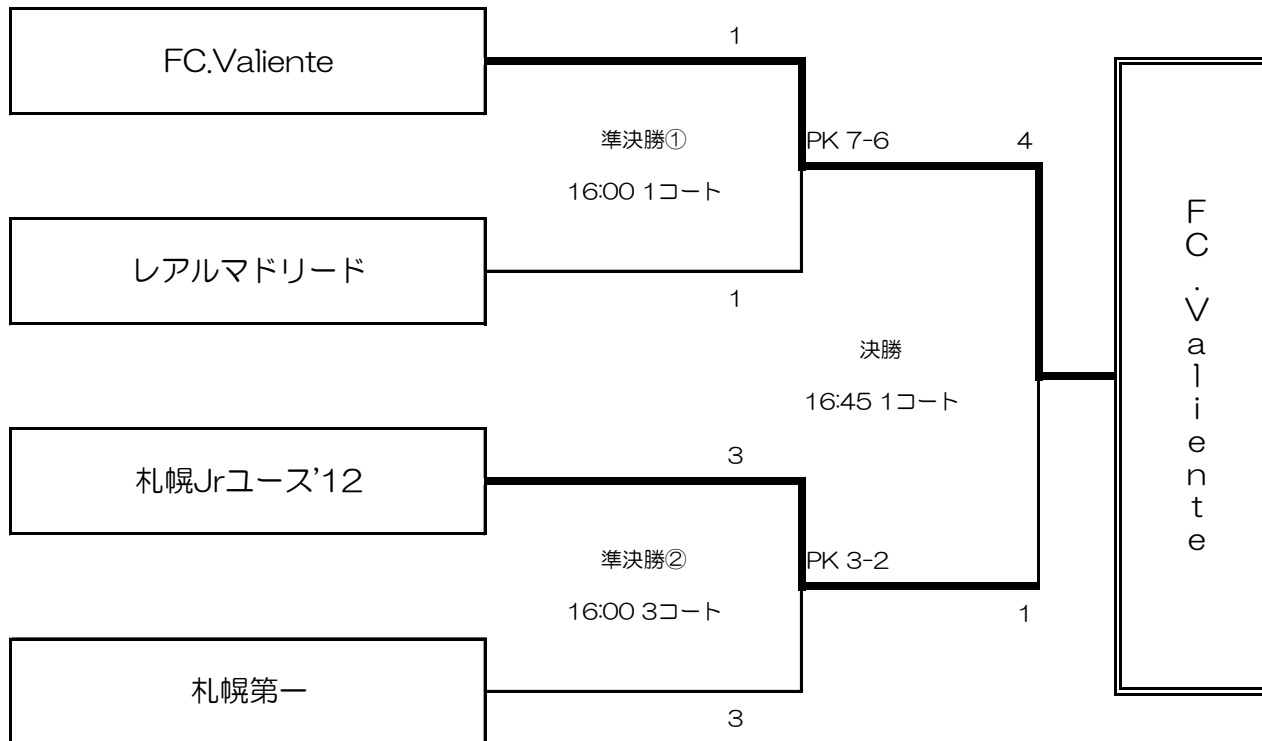 1
FC.Valiente
準決勝①
PK 7-6
4
16:00 1コート
レアルマドリード
1
決勝
16:45 1コート
FC.Valiente
3
札幌Jrユース’12
準決勝②
PK 3-2
16:00 3コート
1
札幌第一
3